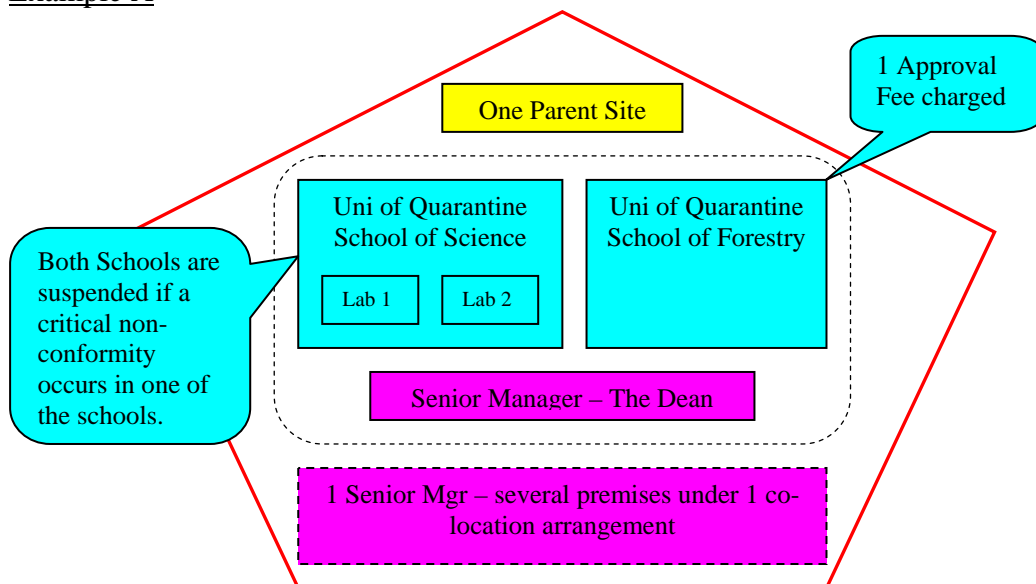 One Parent Site
1 Approval
Fee charged
Uni of Quarantine
School of Science
Uni of Quarantine
School of Forestry
Lab 1
Lab 2
Both Schools are
suspended if a
critical non-
conformity
occurs in one of
the schools.
Senior Manager – The Dean
1 Senior Mgr – several premises under 1 co-
location arrangement